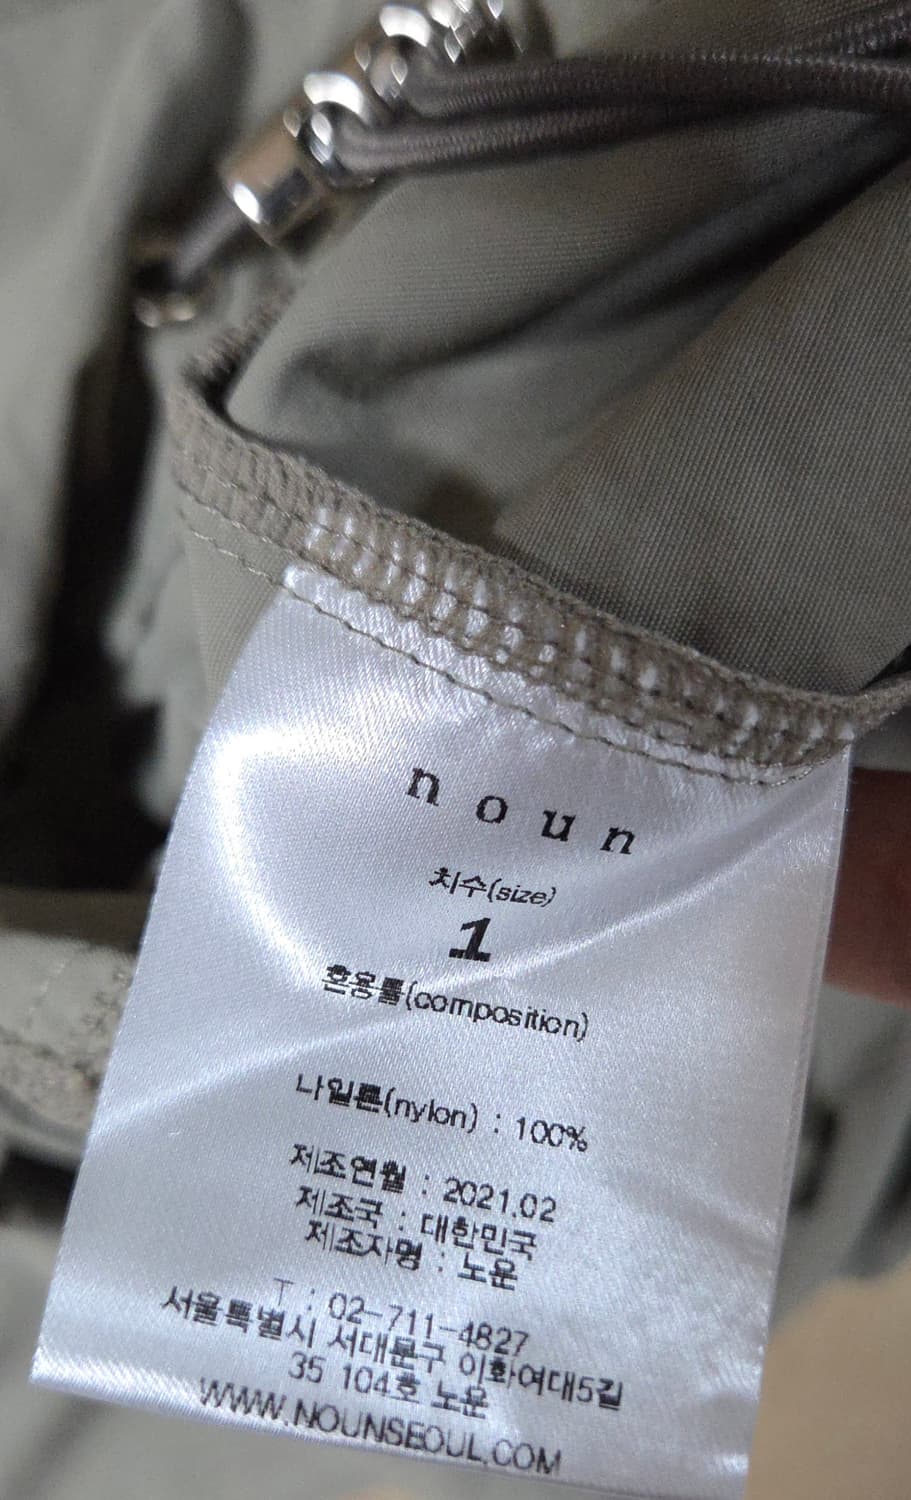 noun
치수(size)
1
혼용률(composition)
나일론(nylon) : 100%
제조연월 : 2021.02
제조국 : 대한민국
제조자명 : 노운
T : 02-711-4827
서울특별시 서대문구 이화여대5길
35 104호 노운
WWW.NOUNSEOUL.COM